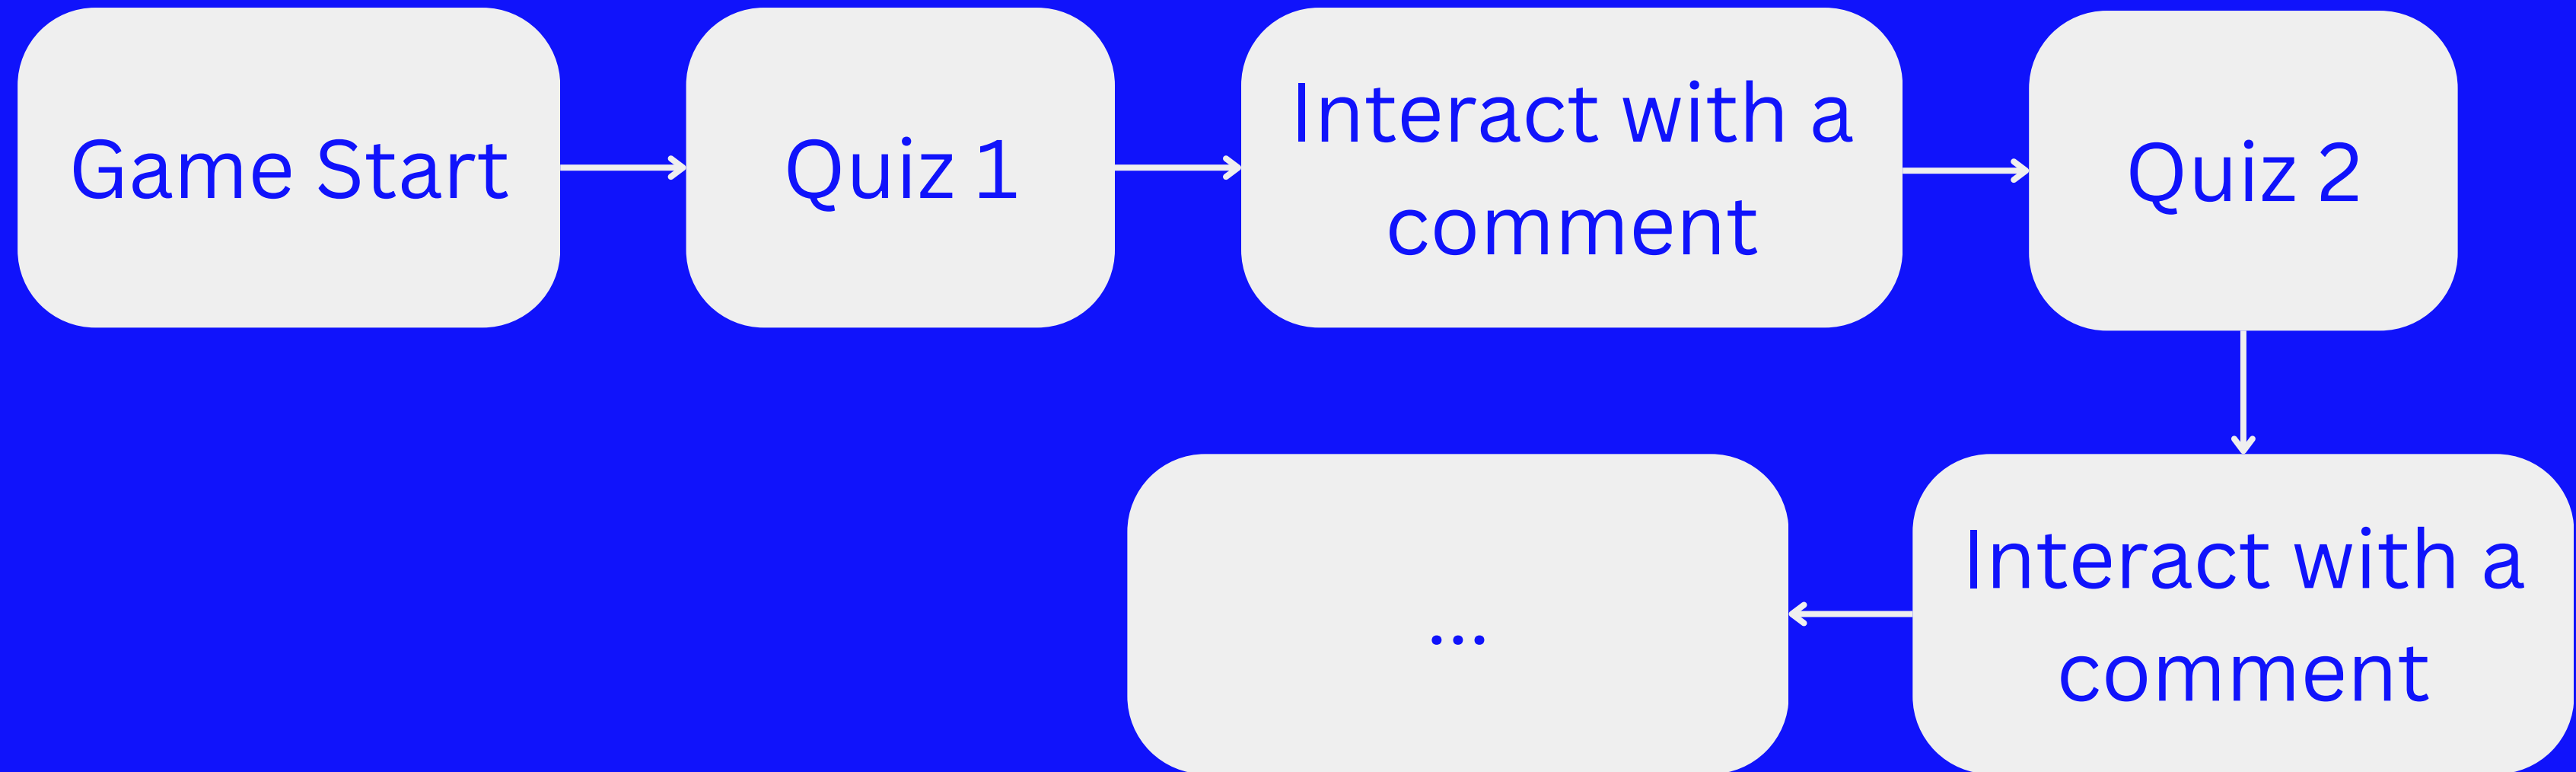 Game Start
Quiz 1
Interact with a
comment
Quiz 2
Interact with a
comment
...